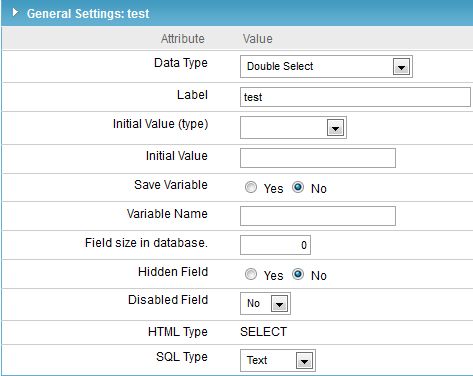 General Settings: test
Attribute Value
Data Type Double Select
Label test
Initial Value (type)
Initial Value
Save Variable Yes No
Variable Name
Field size in database. 0
Hidden Field Yes No
Disabled Field No
HTML Type SELECT
SQL Type Text